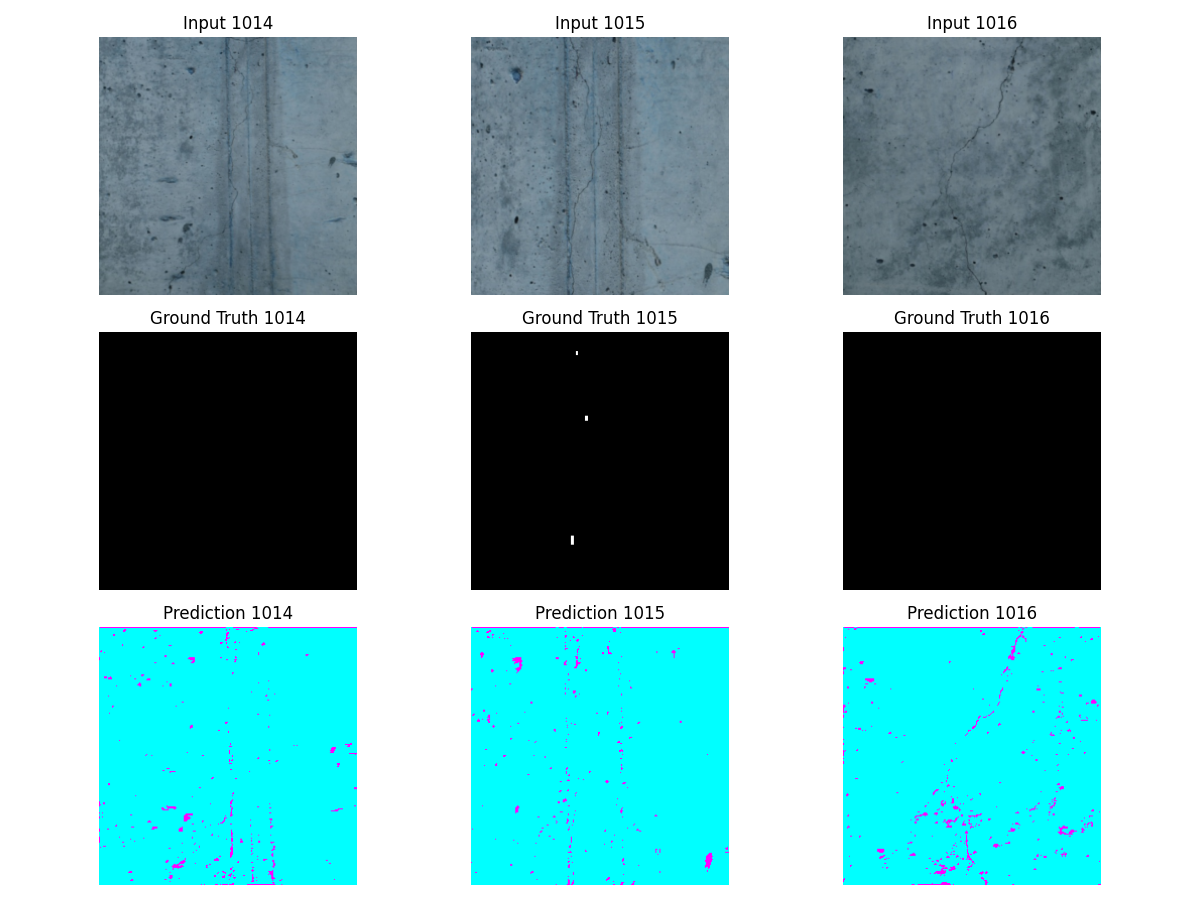 Input 1014
Input 1015
Input 1016
Ground Truth 1014
Ground Truth 1015
Ground Truth 1016
Prediction 1014
Prediction 1015
Prediction 1016